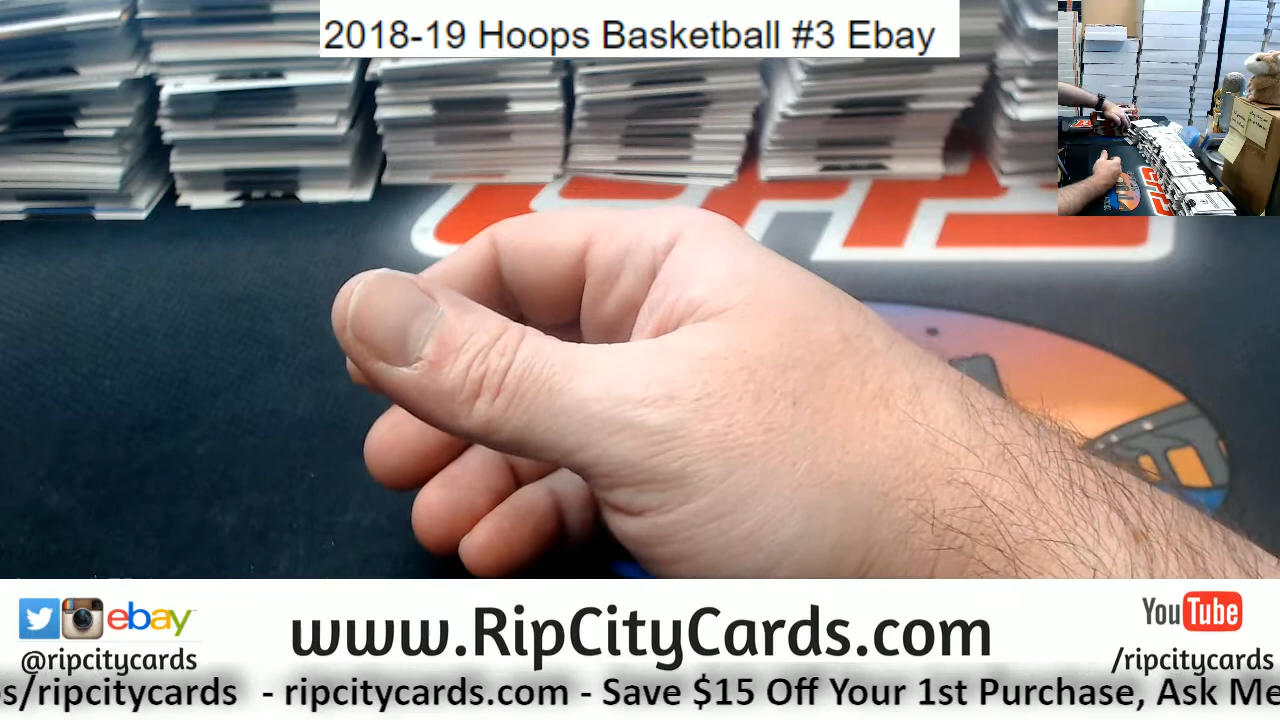 2018-19 Hoops Basketball #3 Ebay
ebay
@ripcitycards
www.RipCityCards.com
YouTube
/ripcitycards
s/ripcitycards - ripcitycards.com - Save $15 Off Your 1st Purchase, Ask Me